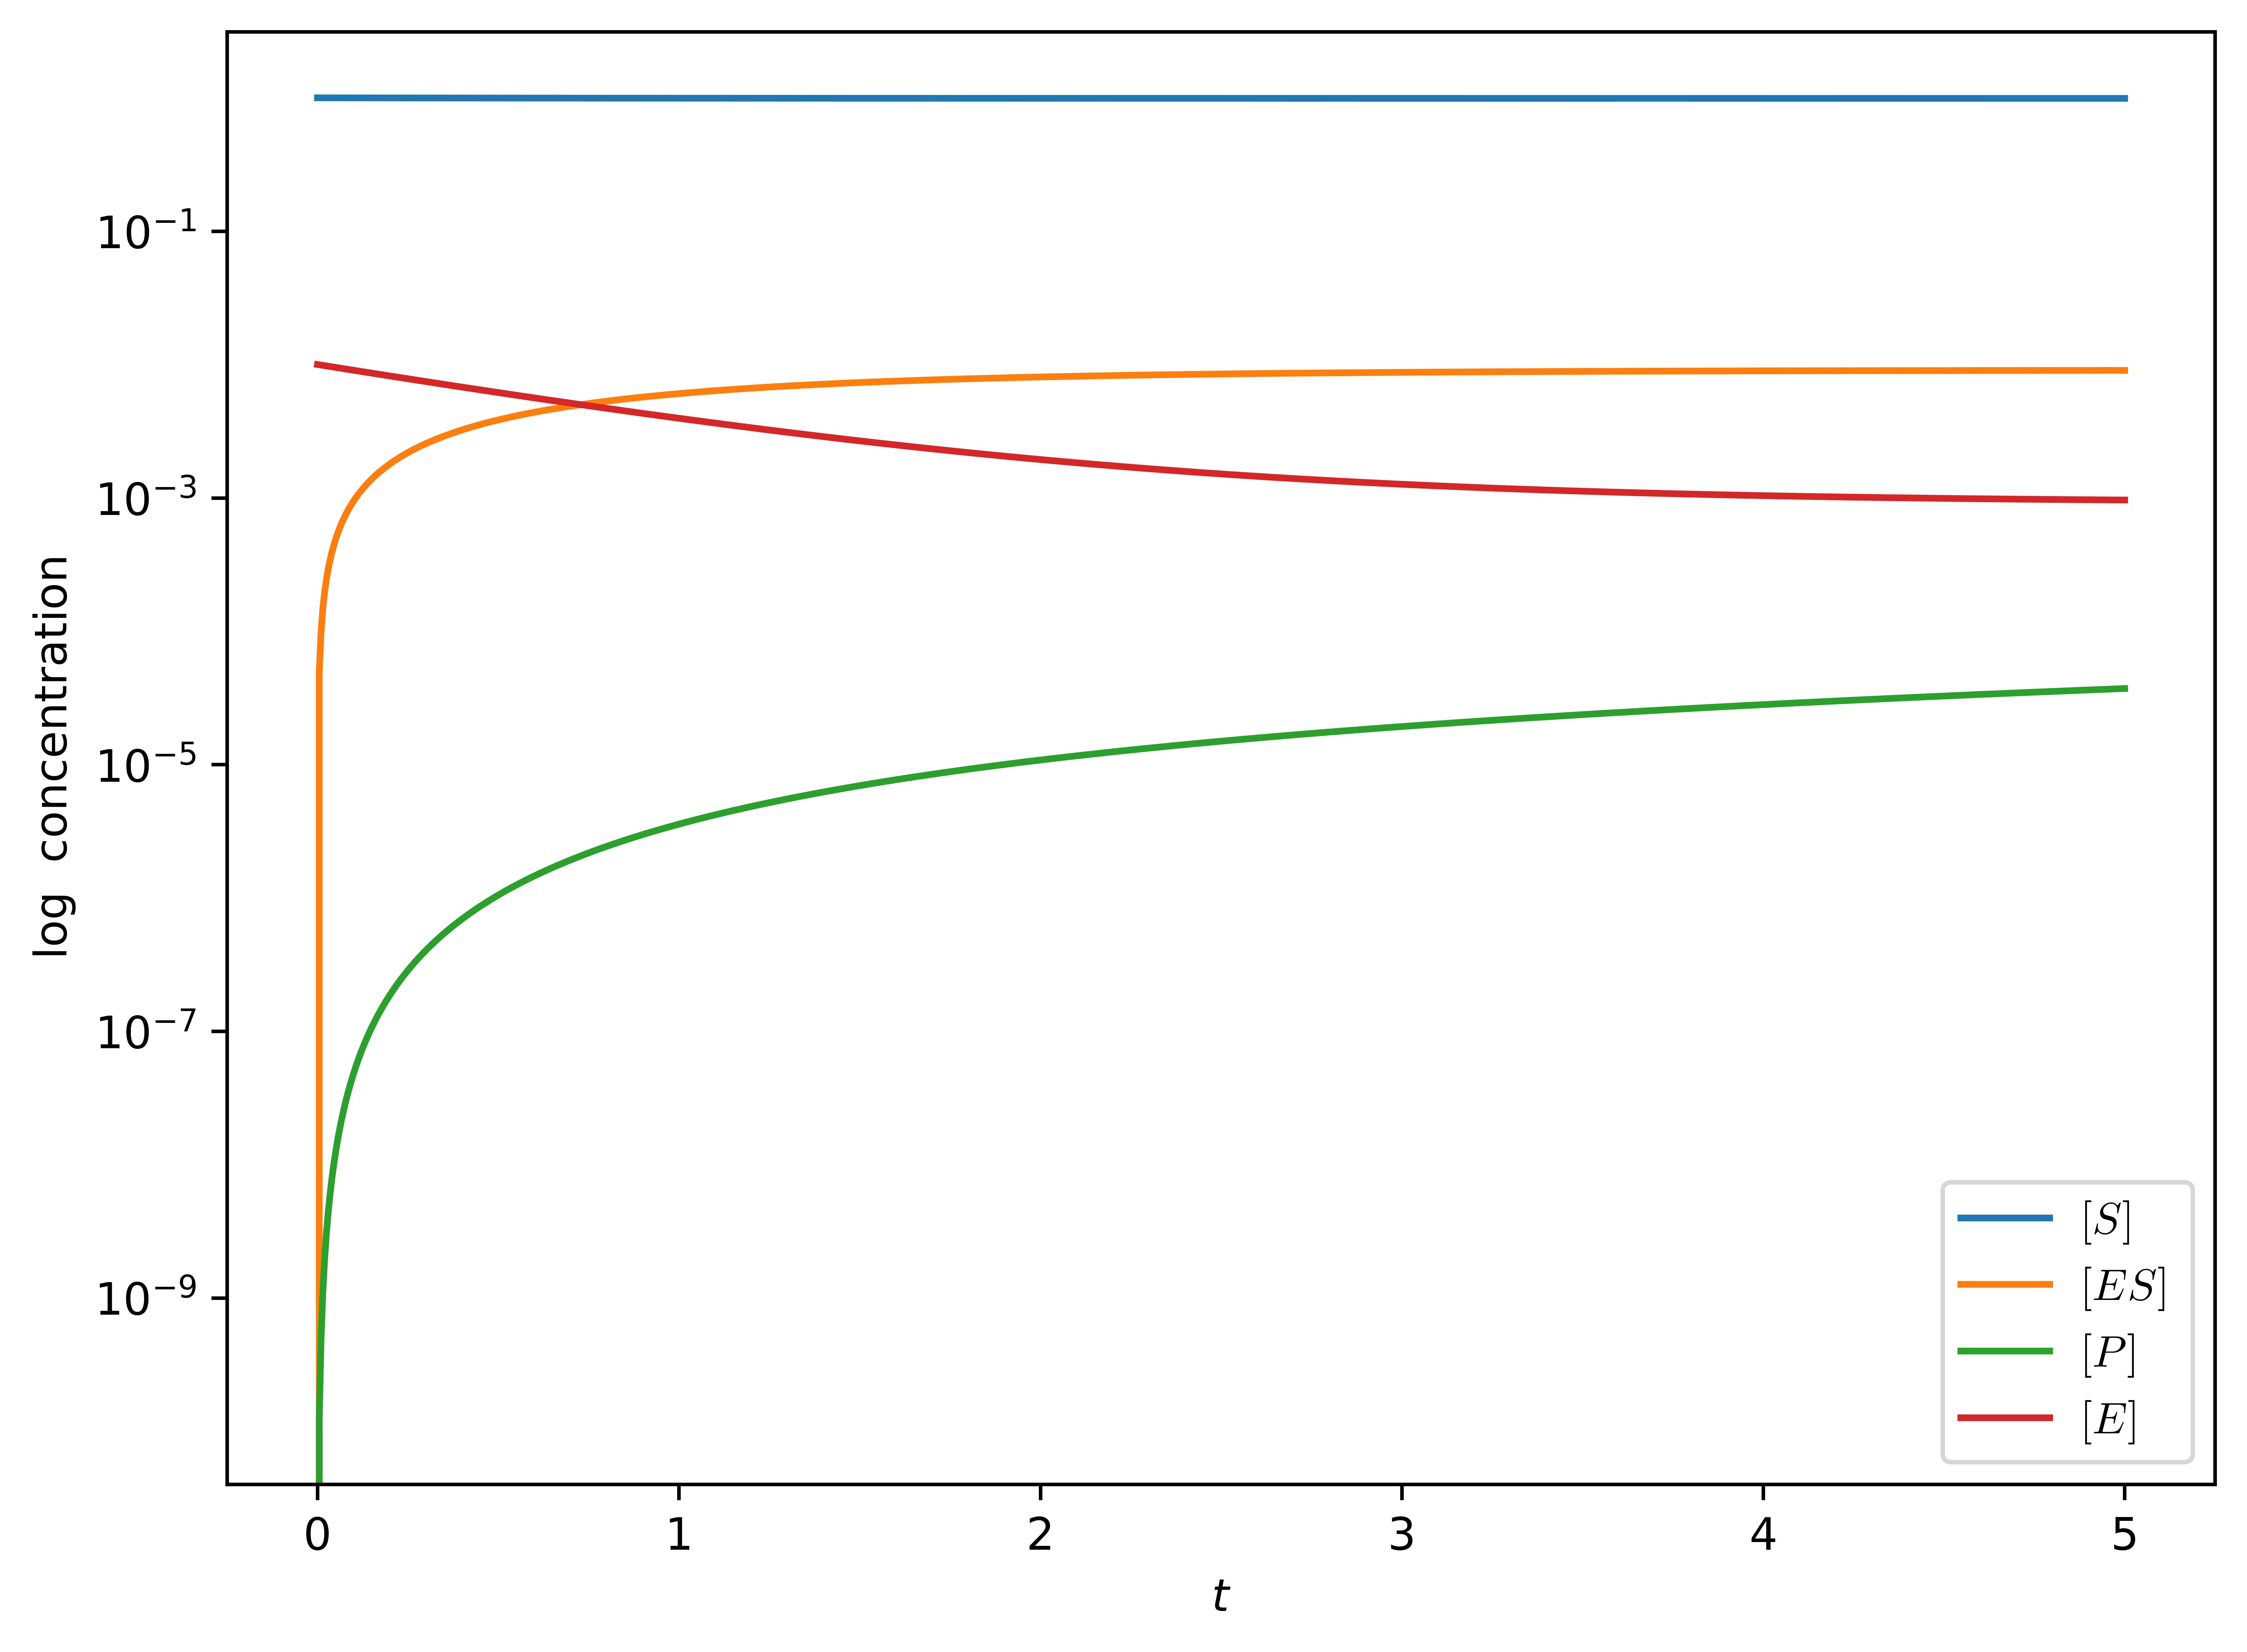 log concentration
10⁻¹
10⁻³
10⁻⁵
10⁻⁷
10⁻⁹
[S]
[ES]
[P]
[E]
0 1 2 3 4 5
t